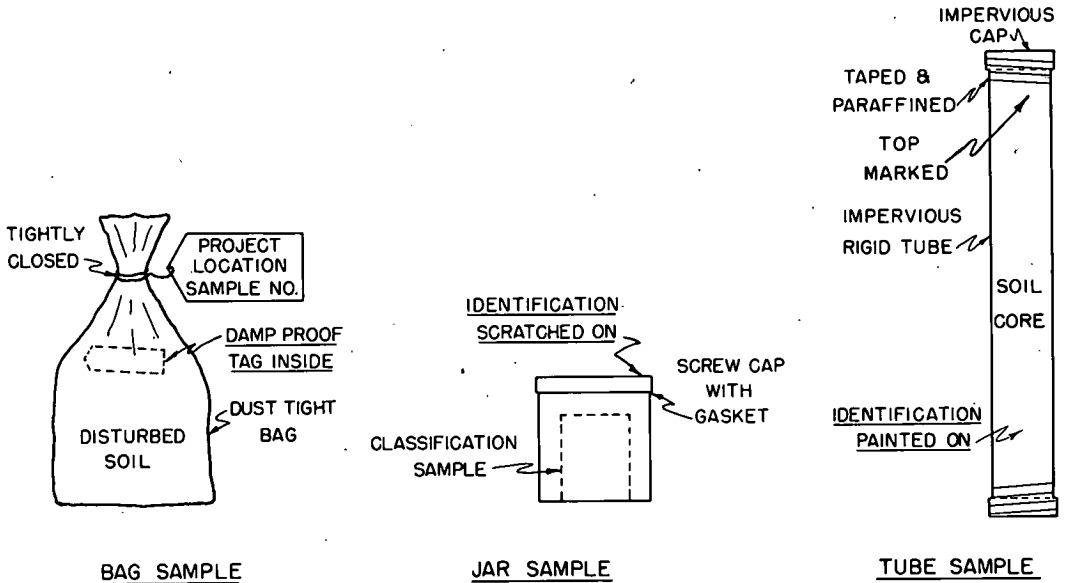 TIGHTLY
CLOSED
PROJECT
LOCATION
SAMPLE NO.
DAMP PROOF
TAG INSIDE
DUST TIGHT
BAG
DISTURBED
SOIL
BAG SAMPLE
IDENTIFICATION
SCRATCHED ON
SCREW CAP
WITH
GASKET
CLASSIFICATION
SAMPLE
JAR SAMPLE
IMPERVIOUS
CAP
TAPED &
PARAFFINED
TOP
MARKED
IMPERVIOUS
RIGID TUBE
SOIL
CORE
IDENTIFICATION
PAINTED ON
TUBE SAMPLE